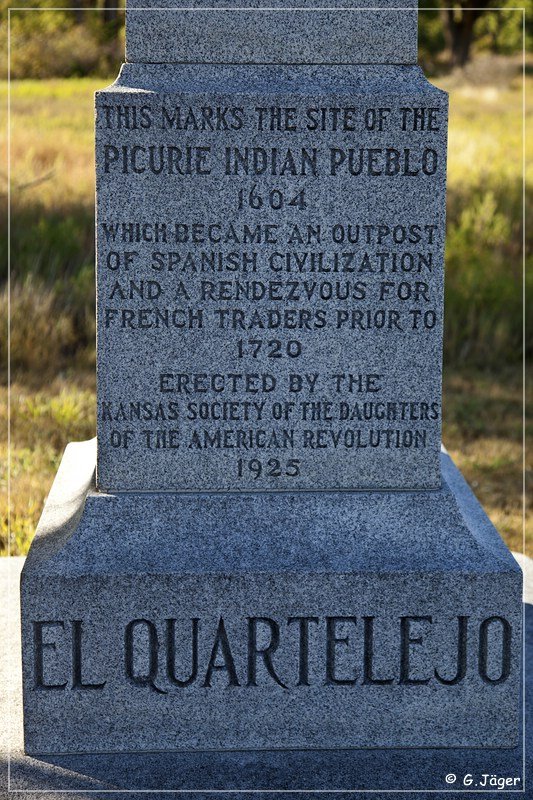 THIS MARKS THE SITE OF THE
PICURIE INDIAN PUEBLO
1604
WHICH BECAME AN OUTPOST
OF SPANISH CIVILIZATION
AND A RENDEZVOUS FOR
FRENCH TRADERS PRIOR TO
1720
ERECTED BY THE
KANSAS SOCIETY OF THE DAUGHTERS
OF THE AMERICAN REVOLUTION
1925
EL QUARTELEJO
© G.Jäger